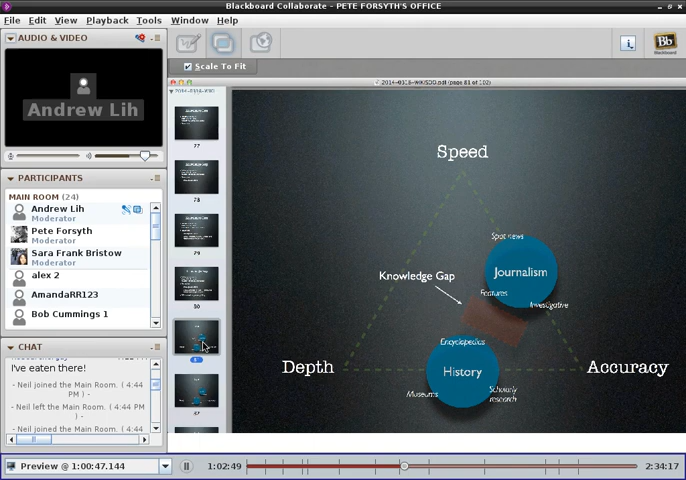 Blackboard Collaborate - PETE FORSYTH'S OFFICE
File Edit View Playback Tools Window Help
AUDIO & VIDEO
Andrew Lih
PARTICIPANTS
MAIN ROOM (24)
Andrew Lih
Moderator
Pete Forsyth
Moderator
Sara Frank Bristow
Moderator
alex 2
AmandaRR123
Bob Cummings 1
CHAT
I've eaten there!
- Neil joined the Main Room. ( 4:44
PM ) -
- Neil left the Main Room. ( 4:44 PM
) -
- Neil joined the Main Room. ( 4:44
Scale To Fit
77
78
79
80
Speed
Spot news
Journalism
Knowledge Gap
Features
Investigative
Encyclopedias
Depth
History
Accuracy
Museums
Scholarly
research
Bb
Preview @ 1:00:47.144
1:02:49
2:34:17